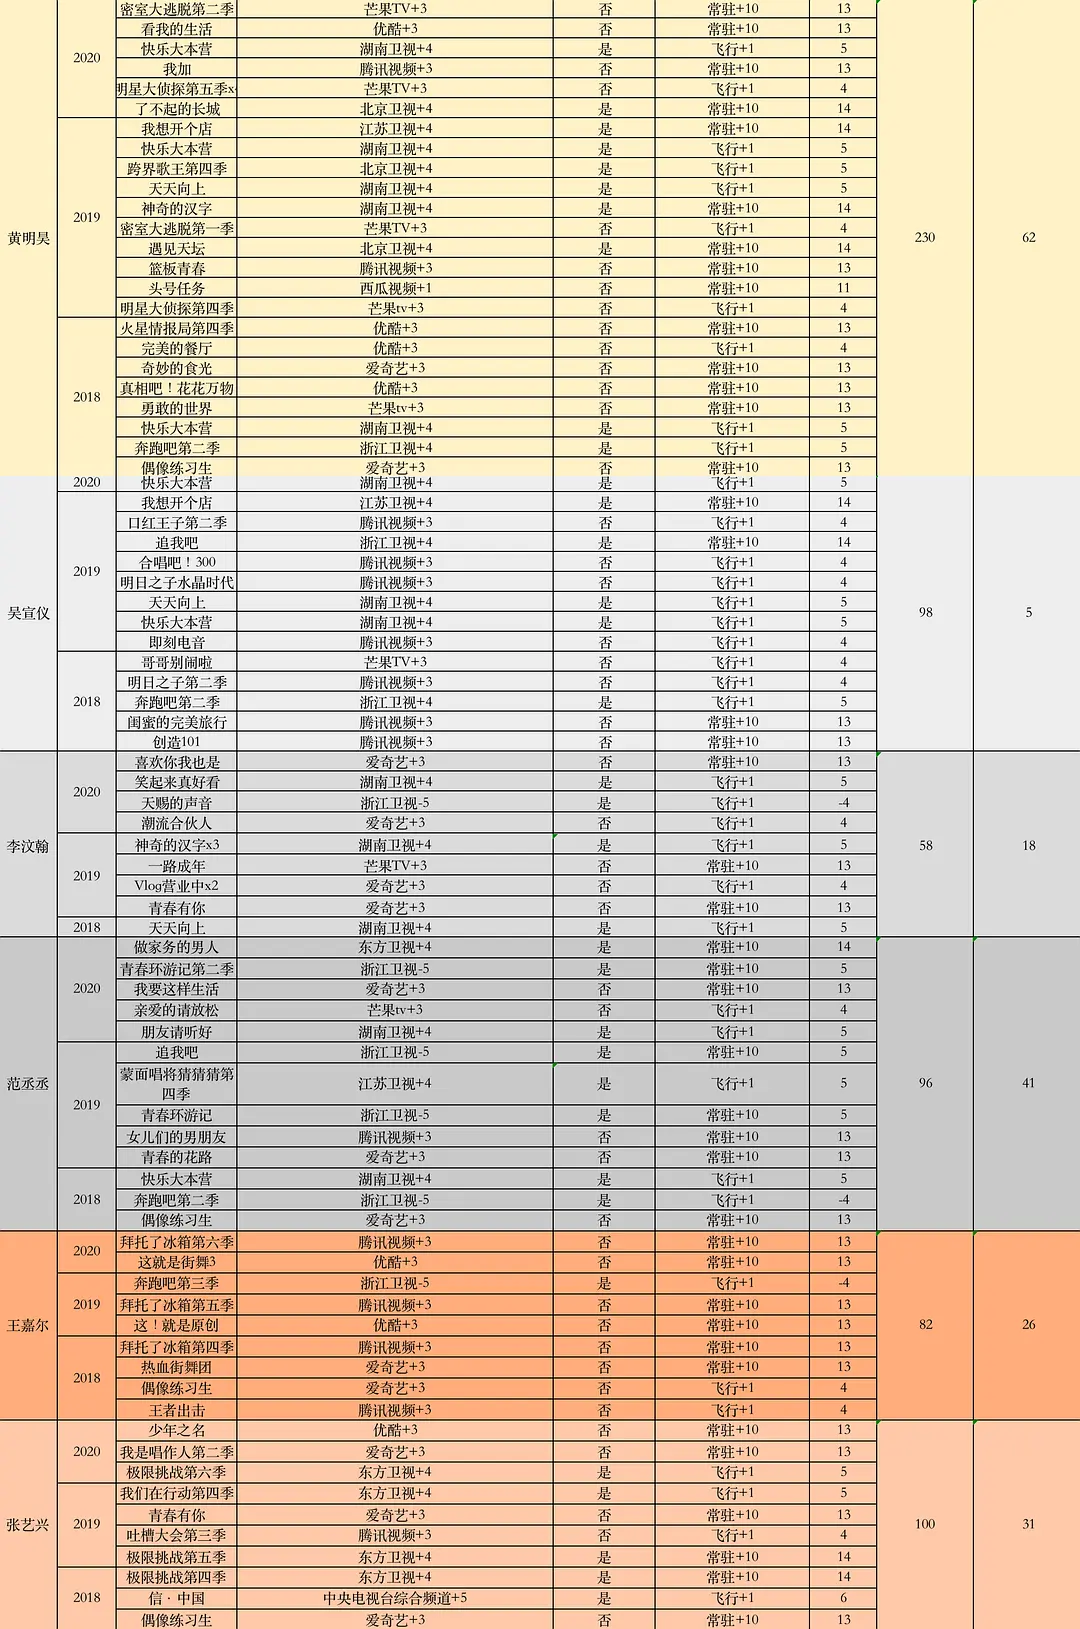 密室大逃脱第二季 芒果TV+3 否 常驻+10 13
看我的生活 优酷+3 否 常驻+10 13
快乐大本营 湖南卫视+4 是 飞行+1 5
2020
我加 腾讯视频+3 否 常驻+10 13
明星大侦探第五季x 芒果TV+3 否 飞行+1 4
了不起的长城 北京卫视+4 是 常驻+10 14
我想开个店 江苏卫视+4 是 常驻+10 14
快乐大本营 湖南卫视+4 是 飞行+1 5
跨界歌王第四季 北京卫视+4 是 飞行+1 5
天天向上 湖南卫视+4 是 飞行+1 5
2019
神奇的汉字 湖南卫视+4 是 常驻+10 14
密室大逃脱第一季 芒果TV+3 否 飞行+1 4
黄明昊 230 62
遇见天坛 北京卫视+4 是 常驻+10 14
篮板青春 腾讯视频+3 否 常驻+10 13
头号任务 西瓜视频+1 否 常驻+10 11
明星大侦探第四季 芒果tv+3 否 飞行+1 4
火星情报局第四季 优酷+3 否 常驻+10 13
完美的餐厅 优酷+3 否 飞行+1 4
奇妙的食光 爱奇艺+3 否 常驻+10 13
真相吧！花花万物 优酷+3 否 常驻+10 13
2018
勇敢的世界 芒果tv+3 否 常驻+10 13
快乐大本营 湖南卫视+4 是 飞行+1 5
奔跑吧第二季 浙江卫视+4 是 飞行+1 5
偶像练习生 爱奇艺+3 否 常驻+10 13
2020 快乐大本营 湖南卫视+4 是 飞行+1 5
我想开个店 江苏卫视+4 是 常驻+10 14
口红王子第二季 腾讯视频+3 否 飞行+1 4
追我吧 浙江卫视+4 是 常驻+10 14
合唱吧！300 腾讯视频+3 否 飞行+1 4
2019
明日之子水晶时代 腾讯视频+3 否 飞行+1 4
天天向上 湖南卫视+4 是 飞行+1 5
吴宣仪 98 5
快乐大本营 湖南卫视+4 是 飞行+1 5
即刻电音 腾讯视频+3 否 飞行+1 4
哥哥别闹啦 芒果TV+3 否 飞行+1 4
明日之子第二季 腾讯视频+3 否 飞行+1 4
2018 奔跑吧第二季 浙江卫视+4 是 飞行+1 5
闺蜜的完美旅行 腾讯视频+3 否 常驻+10 13
创造101 腾讯视频+3 否 常驻+10 13
喜欢你我也是 爱奇艺+3 否 常驻+10 13
笑起来真好看 湖南卫视+4 是 飞行+1 5
2020
天赐的声音 浙江卫视-5 是 飞行+1 -4
潮流合伙人 爱奇艺+3 否 飞行+1 4
李汶翰 神奇的汉字x3 湖南卫视+4 是 飞行+1 5 58 18
一路成年 芒果TV+3 否 常驻+10 13
2019
Vlog营业中x2 爱奇艺+3 否 飞行+1 4
青春有你 爱奇艺+3 否 常驻+10 13
2018 天天向上 湖南卫视+4 是 飞行+1 5
做家务的男人 东方卫视+4 是 常驻+10 14
青春环游记第二季 浙江卫视-5 是 常驻+10 5
2020 我要这样生活 爱奇艺+3 否 常驻+10 13
亲爱的请放松 芒果tv+3 否 飞行+1 4
朋友请听好 湖南卫视+4 是 飞行+1 5
追我吧 浙江卫视-5 是 常驻+10 5
范丞丞 蒙面唱将猜猜猜第 江苏卫视+4 是 飞行+1 5 96 41
四季
2019
青春环游记 浙江卫视-5 是 常驻+10 5
女儿们的男朋友 腾讯视频+3 否 常驻+10 13
青春的花路 爱奇艺+3 否 常驻+10 13
快乐大本营 湖南卫视+4 是 飞行+1 5
2018 奔跑吧第二季 浙江卫视-5 是 飞行+1 -4
偶像练习生 爱奇艺+3 否 常驻+10 13
拜托了冰箱第六季 腾讯视频+3 否 常驻+10 13
2020
这就是街舞3 优酷+3 否 常驻+10 13
奔跑吧第三季 浙江卫视-5 是 飞行+1 -4
2019 拜托了冰箱第五季 腾讯视频+3 否 常驻+10 13
王嘉尔 这！就是原创 优酷+3 否 常驻+10 13 82 26
拜托了冰箱第四季 腾讯视频+3 否 常驻+10 13
热血街舞团 爱奇艺+3 否 常驻+10 13
2018
偶像练习生 爱奇艺+3 否 飞行+1 4
王者出击 腾讯视频+3 否 飞行+1 4
少年之名 优酷+3 否 常驻+10 13
2020 我是唱作人第二季 爱奇艺+3 否 常驻+10 13
极限挑战第六季 东方卫视+4 是 飞行+1 5
我们在行动第四季 东方卫视+4 是 飞行+1 5
青春有你 爱奇艺+3 否 常驻+10 13
张艺兴 2019 100 31
吐槽大会第三季 腾讯视频+3 否 飞行+1 4
极限挑战第五季 东方卫视+4 是 常驻+10 14
极限挑战第四季 东方卫视+4 是 常驻+10 14
2018 信·中国 中央电视台综合频道+5 是 飞行+1 6
偶像练习生 爱奇艺+3 否 常驻+10 13